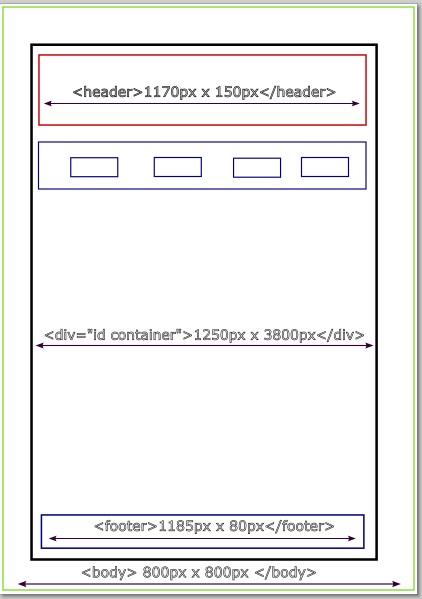 <header>1170px x 150px</header>
<div="id container">1250px x 3800px</div>
<footer>1185px x 80px</footer>
<body> 800px x 800px </body>